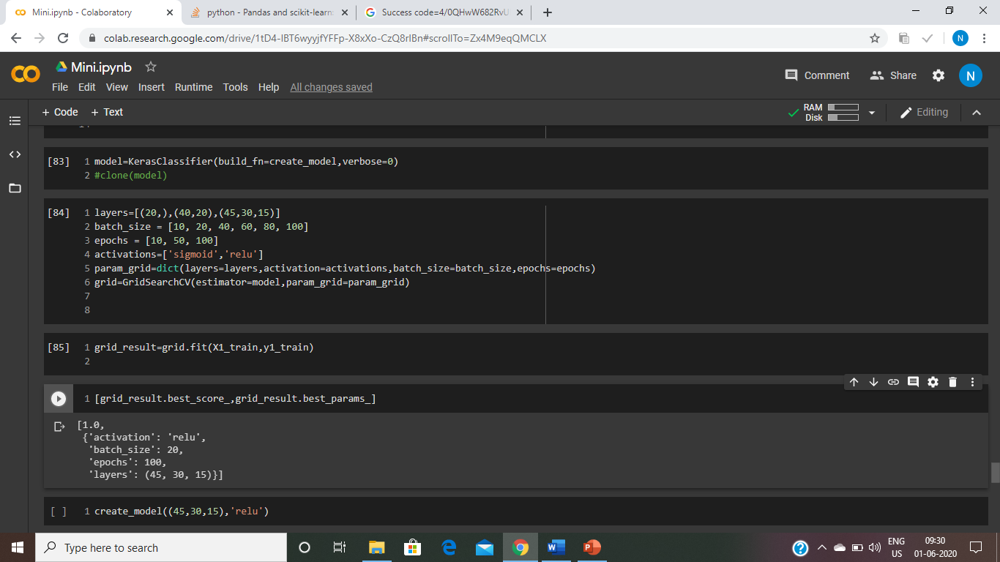 Mini.ipynb - Colaboratory
python - Pandas and scikit-learn:
Success code=4/0QHwW682RvU
colab.research.google.com/drive/1tD4-IBT6wyyjfYFFp-X8xXo-CzQ8rIBn#scrollTo=Zx4M9eqQMCLX
N
Mini.ipynb
Comment
Share
N
File Edit View Insert Runtime Tools Help All changes saved
+ Code + Text
RAM
Disk
Editing
[83]
1 model=KerasClassifier(build_fn=create_model,verbose=0)
2 #clone(model)
[84]
1 layers=[(20,),(40,20),(45,30,15)]
2 batch_size = [10, 20, 40, 60, 80, 100]
3 epochs = [10, 50, 100]
4 activations=['sigmoid','relu']
5 param_grid=dict(layers=layers,activation=activations,batch_size=batch_size,epochs=epochs)
6 grid=GridSearchCV(estimator=model,param_grid=param_grid)
7
8
[85]
1 grid_result=grid.fit(X1_train,y1_train)
2
1 [grid_result.best_score_,grid_result.best_params_]
[1.0,
{'activation': 'relu',
'batch_size': 20,
'epochs': 100,
'layers': (45, 30, 15)}]
[ ]
1 create_model((45,30,15),'relu')
Type here to search
ENG
US
09:30
01-06-2020